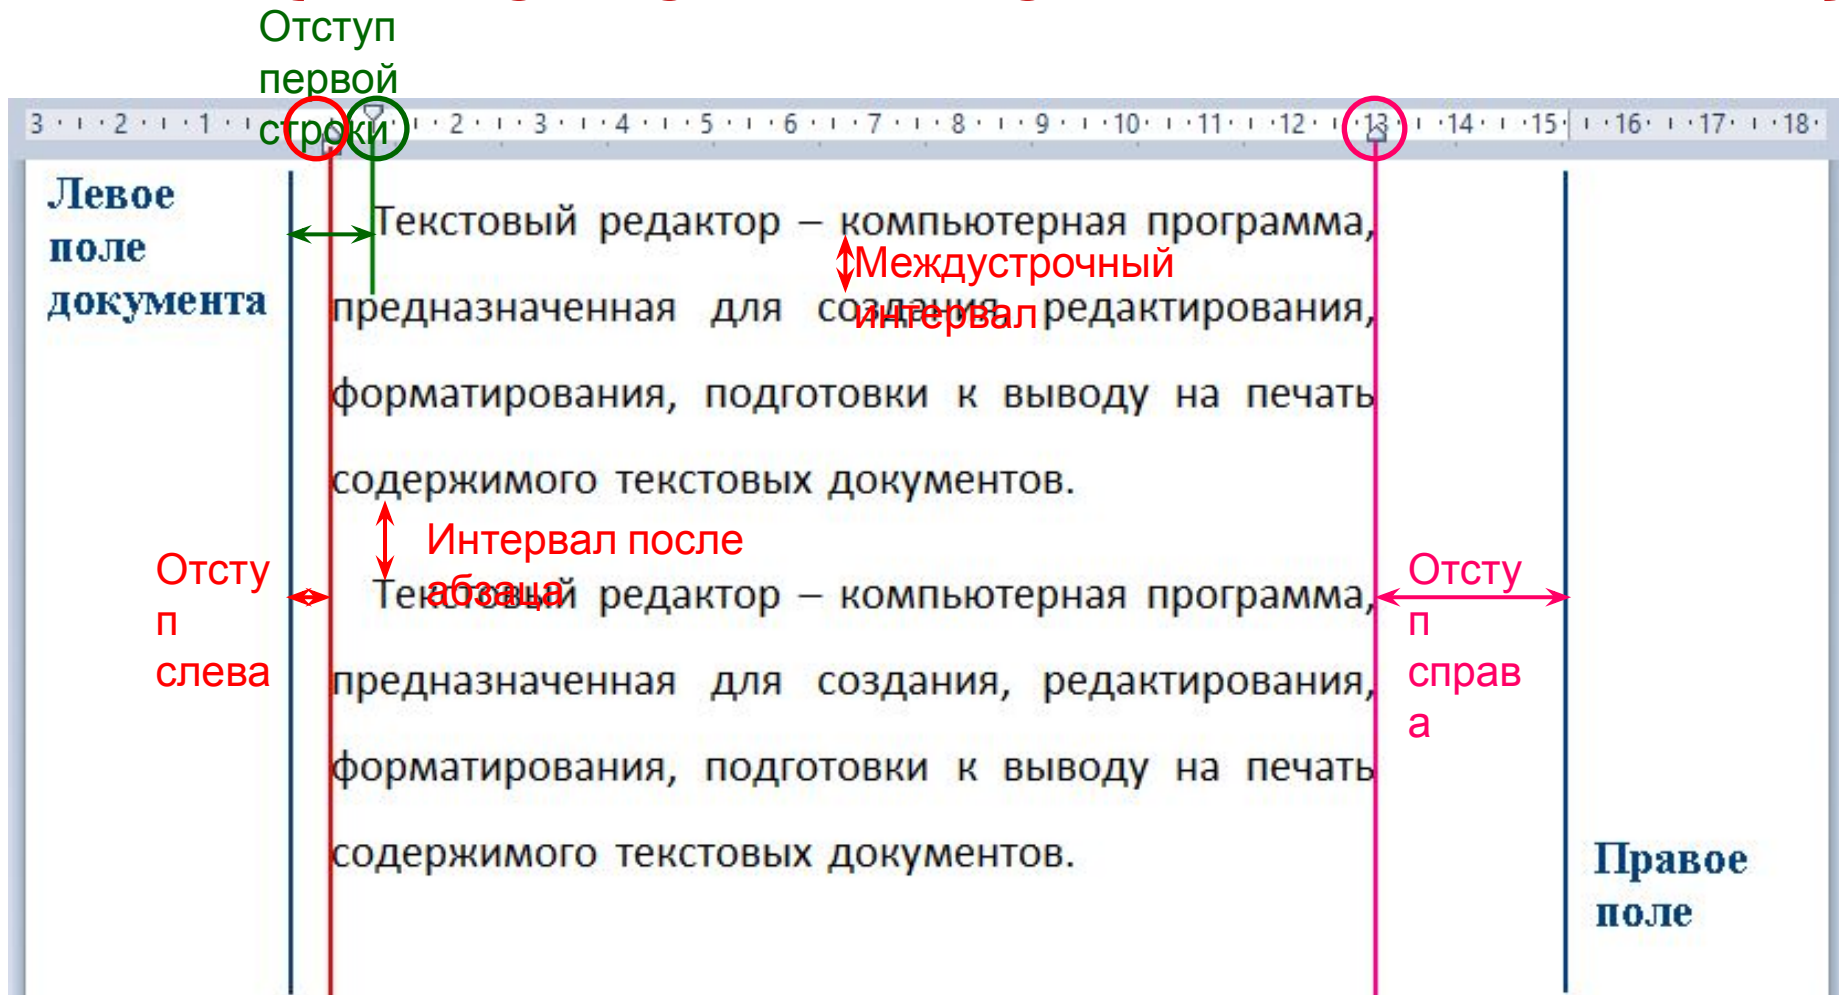 Отступ
первой
строки
3 2 1 2 3 4 5 6 7 8 9 10 11 12 13 14 15 16 17 18
Левое
поле
документа
Текстовый редактор – компьютерная программа,
Междустрочный
интервал
предназначенная для создания, редактирования,
форматирования, подготовки к выводу на печать
содержимого текстовых документов.
Интервал после
абзаца
Отсту
п
слева
Текстовый редактор – компьютерная программа,
предназначенная для создания, редактирования,
форматирования, подготовки к выводу на печать
содержимого текстовых документов.
Отсту
п
справ
а
Правое
поле